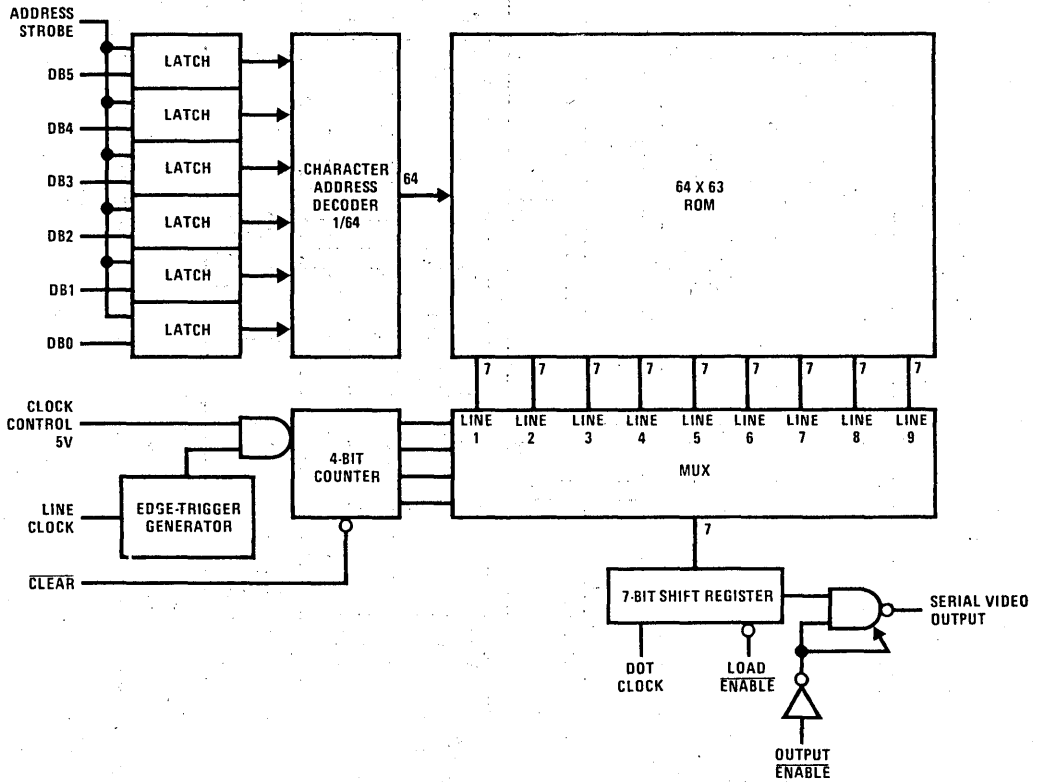 ADDRESS
STROBE
DB5
DB4
DB3
DB2
DB1
DB0
LATCH
LATCH
LATCH
LATCH
LATCH
LATCH
CHARACTER
ADDRESS
DECODER
1/64
64
64 X 63
ROM
7
7
7
7
7
7
7
7
7
CLOCK
CONTROL
5V
LINE
CLOCK
CLEAR
EDGE-TRIGGER
GENERATOR
4-BIT
COUNTER
LINE
1
LINE
2
LINE
3
LINE
4
LINE
5
LINE
6
LINE
7
LINE
8
LINE
9
MUX
7
7-BIT SHIFT REGISTER
DOT
CLOCK
LOAD
ENABLE
SERIAL VIDEO
OUTPUT
OUTPUT
ENABLE